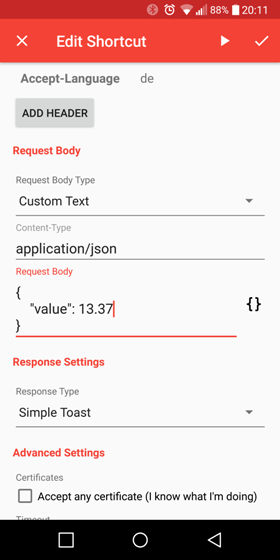 88% 20:11
Edit Shortcut
Accept-Language de
ADD HEADER
Request Body
Request Body Type
Custom Text
Content-Type
application/json
Request Body
{
"value": 13.37
}
{}
Response Settings
Response Type
Simple Toast
Advanced Settings
Certificates
Accept any certificate (I know what I'm doing)
Timeout